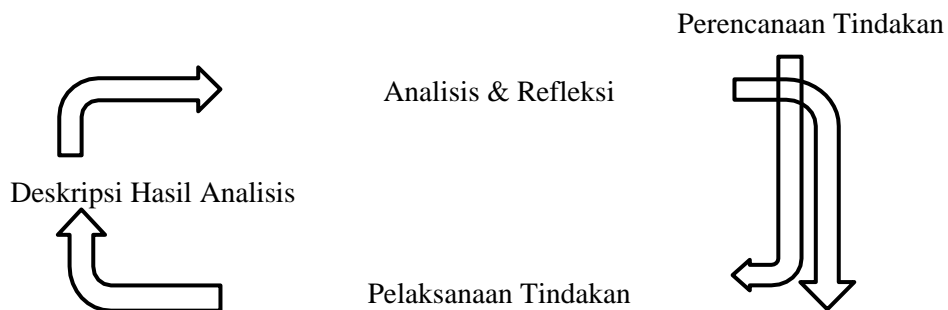 Perencanaan Tindakan
Analisis & Refleksi
Deskripsi Hasil Analisis
Pelaksanaan Tindakan